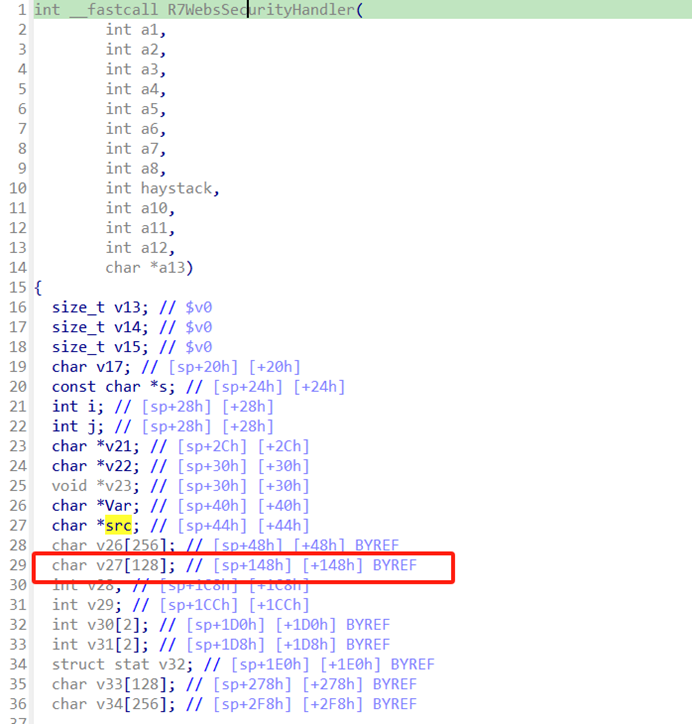 1 int __fastcall R7WebsSecurityHandler(
2 int a1,
3 int a2,
4 int a3,
5 int a4,
6 int a5,
7 int a6,
8 int a7,
9 int a8,
10 int haystack,
11 int a10,
12 int a11,
13 int a12,
14 char *a13)
15 {
16 size_t v13; // $v0
17 size_t v14; // $v0
18 size_t v15; // $v0
19 char v17; // [sp+20h] [+20h]
20 const char *s; // [sp+24h] [+24h]
21 int i; // [sp+28h] [+28h]
22 int j; // [sp+28h] [+28h]
23 char *v21; // [sp+2Ch] [+2Ch]
24 char *v22; // [sp+30h] [+30h]
25 void *v23; // [sp+30h] [+30h]
26 char *Var; // [sp+40h] [+40h]
27 char *src; // [sp+44h] [+44h]
28 char v26[256]; // [sp+48h] [+48h] BYREF
29 char v27[128]; // [sp+148h] [+148h] BYREF
30 int v28; // [sp+1C8h] [+1C8h]
31 int v29; // [sp+1CCh] [+1CCh]
32 int v30[2]; // [sp+1D0h] [+1D0h] BYREF
33 int v31[2]; // [sp+1D8h] [+1D8h] BYREF
34 struct stat v32; // [sp+1E0h] [+1E0h] BYREF
35 char v33[128]; // [sp+278h] [+278h] BYREF
36 char v34[256]; // [sp+2F8h] [+2F8h] BYREF
37